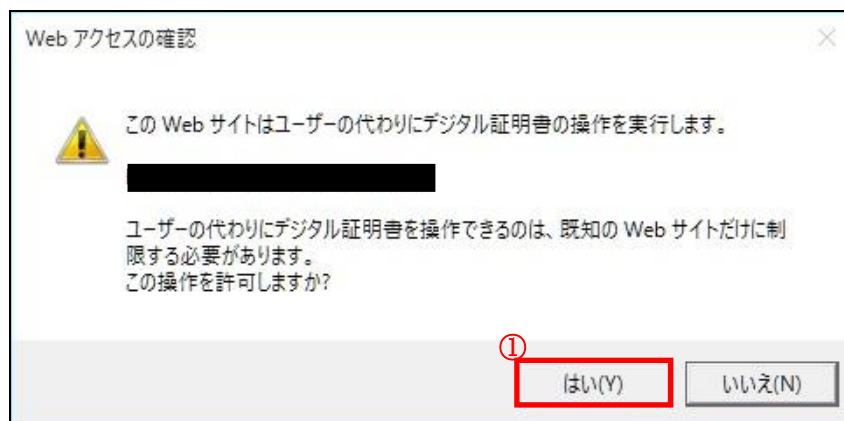 Web アクセスの確認
この Web サイトはユーザーの代わりにデジタル証明書の操作を実行します。
ユーザーの代わりにデジタル証明書を操作できるのは、既知の Web サイトだけに制
限する必要があります。
この操作を許可しますか?
①
はい(Y) いいえ(N)